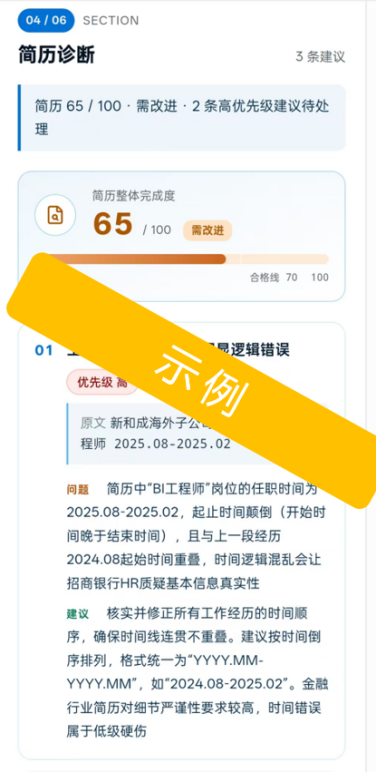 04 / 06 SECTION
简历诊断 3 条建议
简历 65 / 100 · 需改进 · 2 条高优先级建议待处
理
简历整体完成度
65 / 100 需改进
合格线 70 100
01 显逻辑错误
优先级 高
示例
原文 新和成海外子公
程师 2025.08-2025.02
问题 简历中“BI工程师”岗位的任职时间为
2025.08-2025.02，起止时间颠倒（开始时
间晚于结束时间），且与上一段经历
2024.08起始时间重叠，时间逻辑混乱会让
招商银行HR质疑基本信息真实性
建议 核实并修正所有工作经历的时间顺
序，确保时间线连贯不重叠。建议按时间倒
序排列，格式统一为“YYYY.MM-
YYYY.MM”，如“2024.08-2025.02”。金融
行业简历对细节严谨性要求较高，时间错误
属于低级硬伤